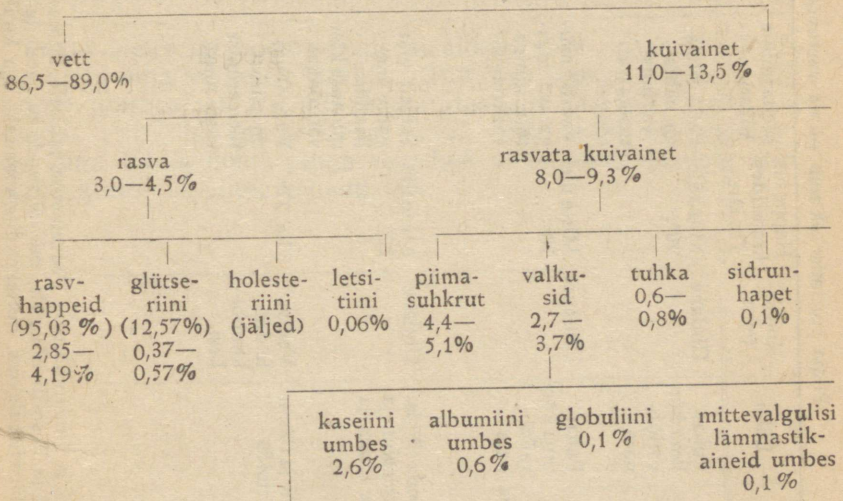 vett
86,5—89,0%
kuivainet
11,0—13,5%
rasva
3,0—4,5%
rasvata kuivainet
8,0—9,3%
rasv-
happeid
(95,03 %)
2,85—
4,19%
glütse-
riini
(12,57%)
0,37—
0,57%
holeste-
riini
(jäljed)
letsi-
tiini
0,06%
piima-
suhkrut
4,4—
5,1%
valku-
sid
2,7—
3,7%
tuhka
0,6—
0,8%
sidrun-
hapet
0,1%
kaseiini
umbes
2,6%
albumiini
umbes
0,6%
globuliini
0,1%
mittevalgulisi
lämmastik-
aineid umbes
0,1%